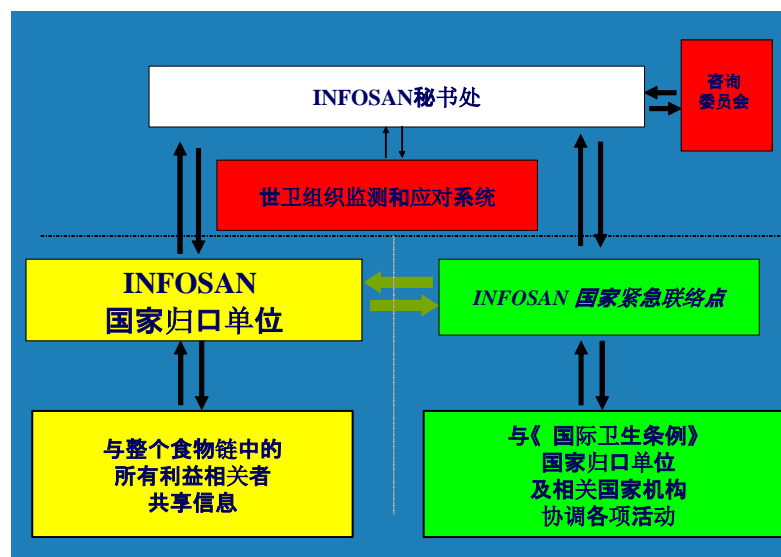 INFOSAN秘书处
咨询
委员会
世卫组织监测和应对系统
INFOSAN
国家归口单位
INFOSAN 国家紧急联络点
与整个食物链中的
所有利益相关者
共享信息
与《 国际卫生条例》
国家归口单位
及相关国家机构
协调各项活动